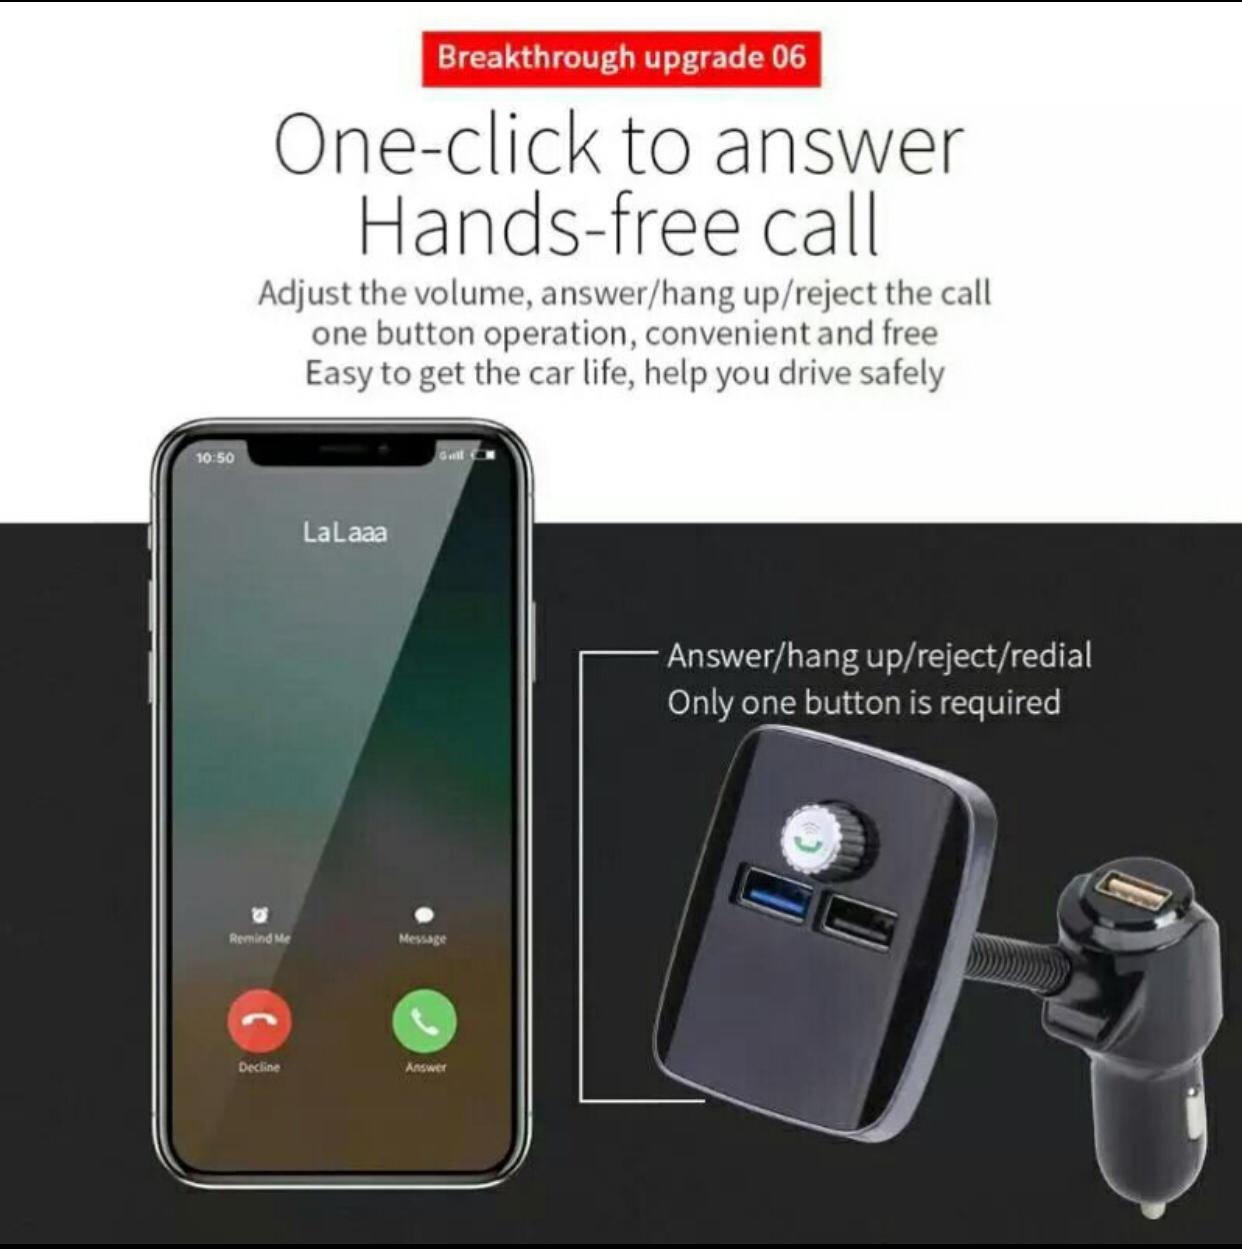 Breakthrough upgrade 06
One-click to answer
Hands-free call
Adjust the volume, answer/hang up/reject the call
one button operation, convenient and free
Easy to get the car life, help you drive safely
10:50
G
LaLaaa
Answer/hang up/reject/redial
Only one button is required
Remind Me
Message
Decline
Answer